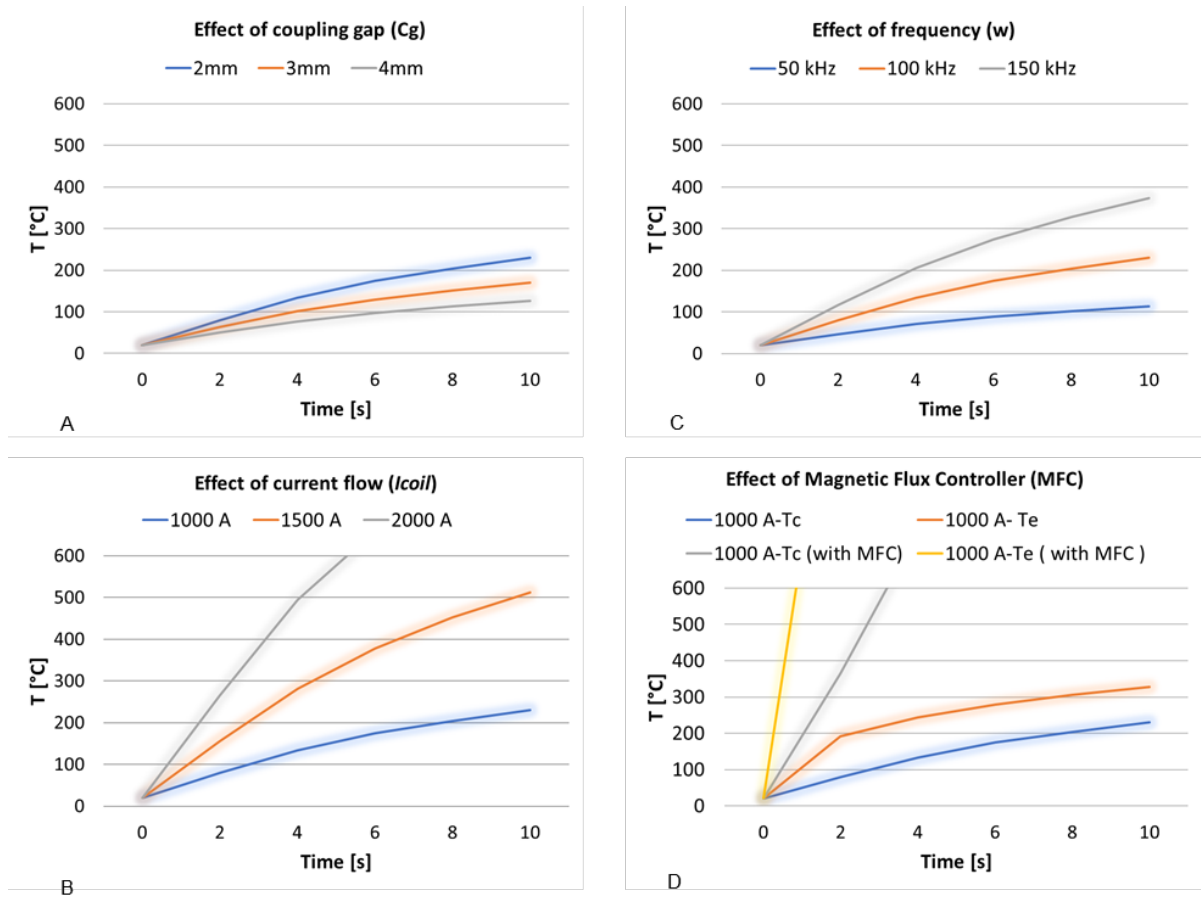 Effect of coupling gap (Cg)
2mm 3mm 4mm
600
500
400
300
200
100
0
T [°C]
0 2 4 6 8 10
Time [s]
A
Effect of frequency (w)
50 kHz 100 kHz 150 kHz
600
500
400
300
200
100
0
T [°C]
0 2 4 6 8 10
Time [s]
C
Effect of current flow (Icoil)
1000 A 1500 A 2000 A
600
500
400
300
200
100
0
T [°C]
0 2 4 6 8 10
Time [s]
B
Effect of Magnetic Flux Controller (MFC)
1000 A-Tc 1000 A- Te
1000 A-Tc (with MFC) 1000 A-Te ( with MFC )
600
500
400
300
200
100
0
T [°C]
0 2 4 6 8 10
Time [s]
D